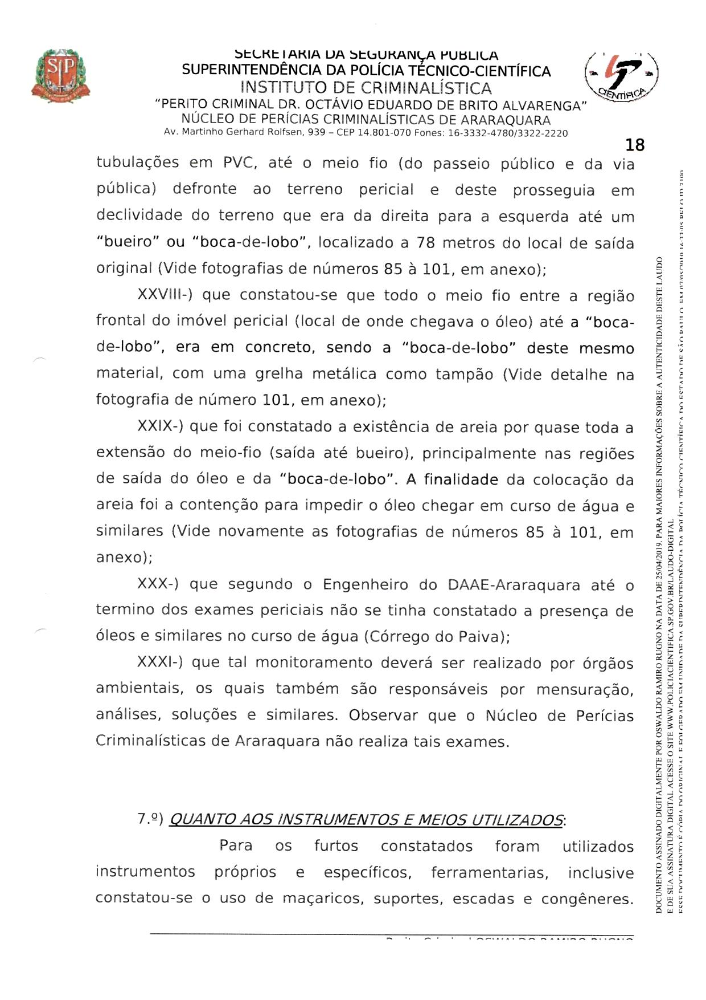 SECRETARIA DA SEGURANÇA PÚBLICA
SUPERINTENDÊNCIA DA POLÍCIA TÉCNICO-CIENTÍFICA
INSTITUTO DE CRIMINALÍSTICA
“PERITO CRIMINAL DR. OCTÁVIO EDUARDO DE BRITO ALVARENGA”
NÚCLEO DE PERÍCIAS CRIMINALÍSTICAS DE ARARAQUARA
Av. Martinho Gerhard Rolfsen, 939 – CEP 14.801-070 Fones: 16-3332-4780/3322-2220
SP
CIENTÍFICA
18
tubulações em PVC, até o meio fio (do passeio público e da via
pública) defronte ao terreno pericial e deste prosseguia em
declividade do terreno que era da direita para a esquerda até um
“bueiro” ou “boca-de-lobo”, localizado a 78 metros do local de saída
original (Vide fotografias de números 85 à 101, em anexo);
XXVIII-) que constatou-se que todo o meio fio entre a região
frontal do imóvel pericial (local de onde chegava o óleo) até a “boca-
de-lobo”, era em concreto, sendo a “boca-de-lobo” deste mesmo
material, com uma grelha metálica como tampão (Vide detalhe na
fotografia de número 101, em anexo);
XXIX-) que foi constatado a existência de areia por quase toda a
extensão do meio-fio (saída até bueiro), principalmente nas regiões
de saída do óleo e da “boca-de-lobo”. A finalidade da colocação da
areia foi a contenção para impedir o óleo chegar em curso de água e
similares (Vide novamente as fotografias de números 85 à 101, em
anexo);
XXX-) que segundo o Engenheiro do DAAE-Araraquara até o
termino dos exames periciais não se tinha constatado a presença de
óleos e similares no curso de água (Córrego do Paiva);
XXXI-) que tal monitoramento deverá ser realizado por órgãos
ambientais, os quais também são responsáveis por mensuração,
análises, soluções e similares. Observar que o Núcleo de Perícias
Criminalísticas de Araraquara não realiza tais exames.
7.º) QUANTO AOS INSTRUMENTOS E MEIOS UTILIZADOS:
Para os furtos constatados foram utilizados
instrumentos próprios e específicos, ferramentarias, inclusive
constatou-se o uso de maçaricos, suportes, escadas e congêneres.
Perito Criminal OSWALDO RAMIRO RUGNO
DOCUMENTO ASSINADO DIGITALMENTE POR OSWALDO RAMIRO RUGNO NA DATA DE 25/04/2019. PARA MAIORES INFORMAÇÕES SOBRE A AUTENTICIDADE DESTE LAUDO
E DE SUA ASSINATURA DIGITAL ACESSE O SITE WWW.POLICIACIENTIFICA.SP.GOV.BR/LAUDO-DIGITAL
ESSE DOCUMENTO É CÓPIA DO ORIGINAL E FOI GERADO EM UNIDADE DA SUPERINTENDÊNCIA DA POLÍCIA TÉCNICO CIENTÍFICA DO ESTADO DE SÃO PAULO, EM